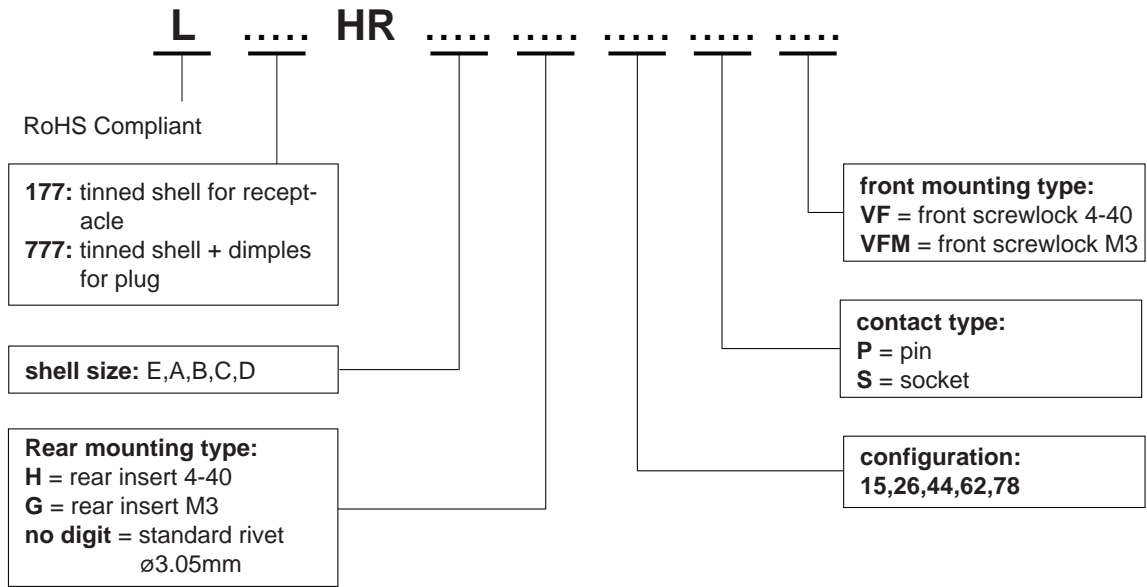 L ..... HR ..... ..... ..... ..... .....
RoHS Compliant
177: tinned shell for recept-
acle
777: tinned shell + dimples
for plug
shell size: E,A,B,C,D
Rear mounting type:
H = rear insert 4-40
G = rear insert M3
no digit = standard rivet
ø3.05mm
front mounting type:
VF = front screwlock 4-40
VFM = front screwlock M3
contact type:
P = pin
S = socket
configuration:
15,26,44,62,78